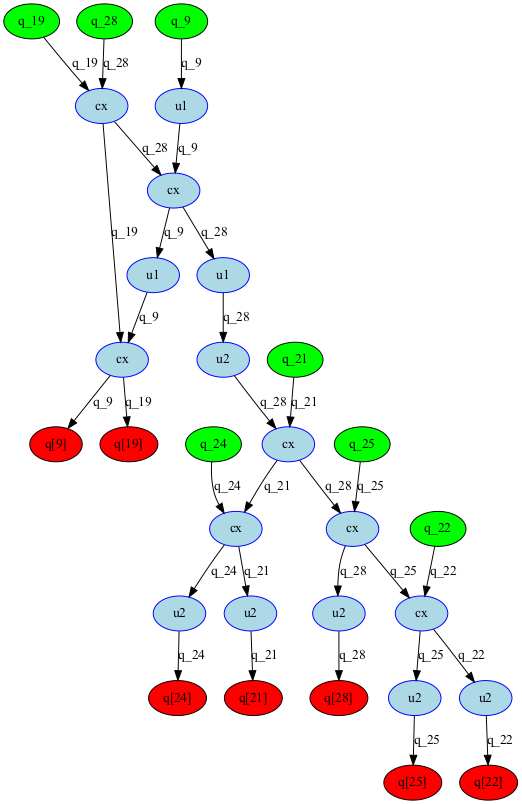 q_19 q_28 q_9
q_19 q_28 q_9
cx u1
q_28 q_9
cx
q_19 q_9 q_28
u1 u1
q_9 q_28
cx u2 q_21
q_9 q_19 q_28 q_21
q[9] q[19] q_24 cx q_25
q_24 q_21 q_28 q_25
cx cx q_22
q_24 q_21 q_28 q_25 q_22
u2 u2 u2 cx
q_24 q_21 q_28 q_25 q_22
q[24] q[21] q[28] u2 u2
q_25 q_22
q[25] q[22]